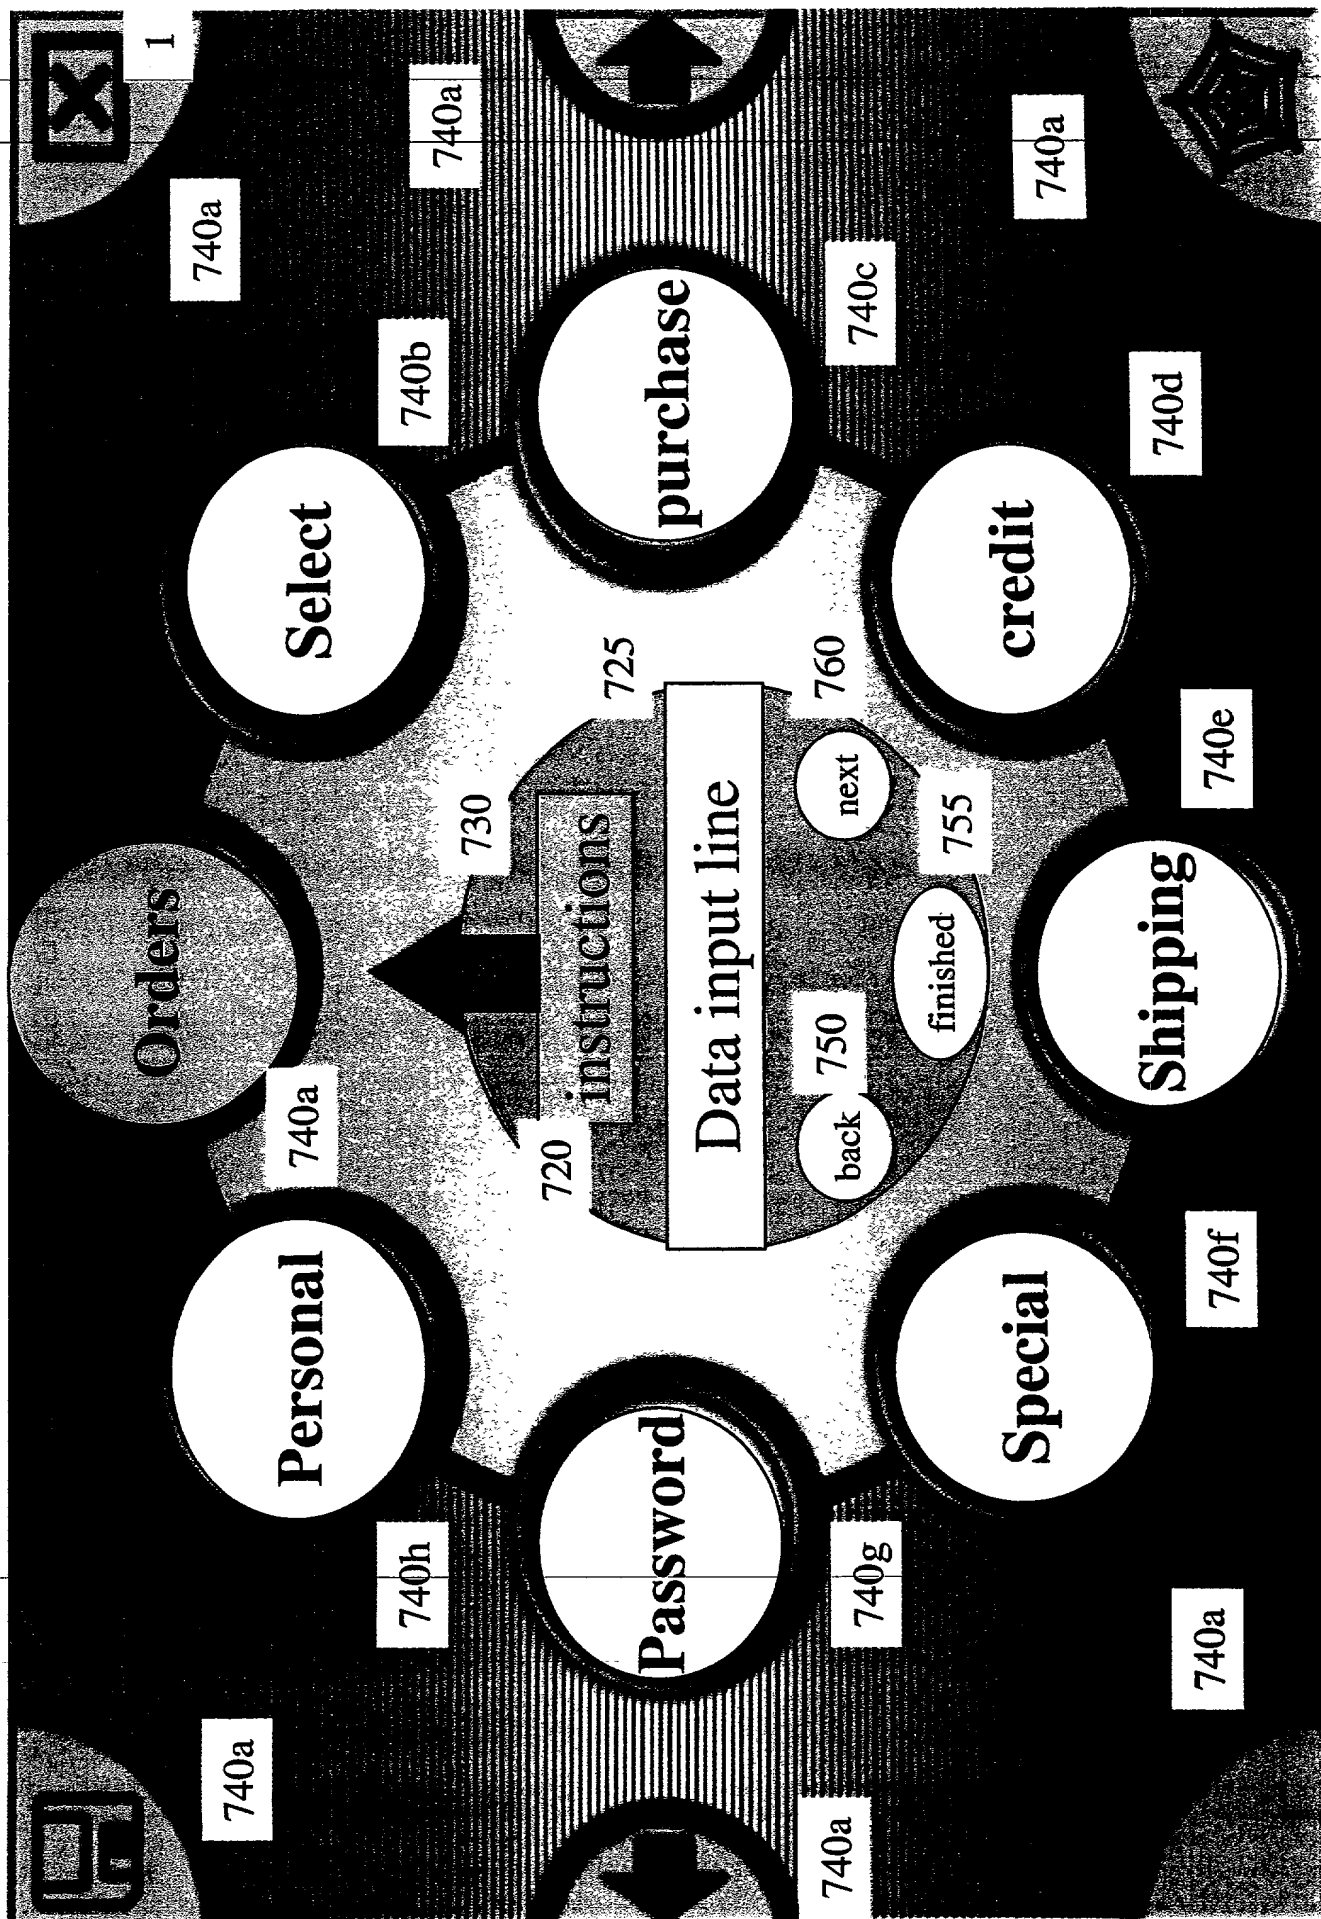 1
Orders
740a
740a
740a
Personal
Select
740h
740b
740a
730
720
instructions
725
Password
purchase
Data input line
740a
750
760
back
next
740g
740c
finished
755
Special
credit
740a
Shipping
740d
740a
740f
740e